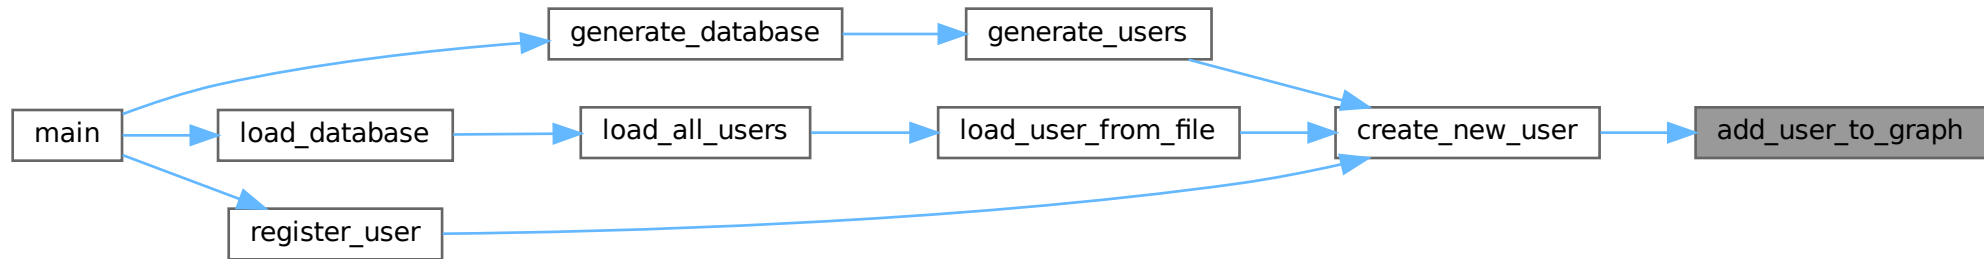 generate_database
generate_users
main
load_database
load_all_users
load_user_from_file
create_new_user
add_user_to_graph
register_user